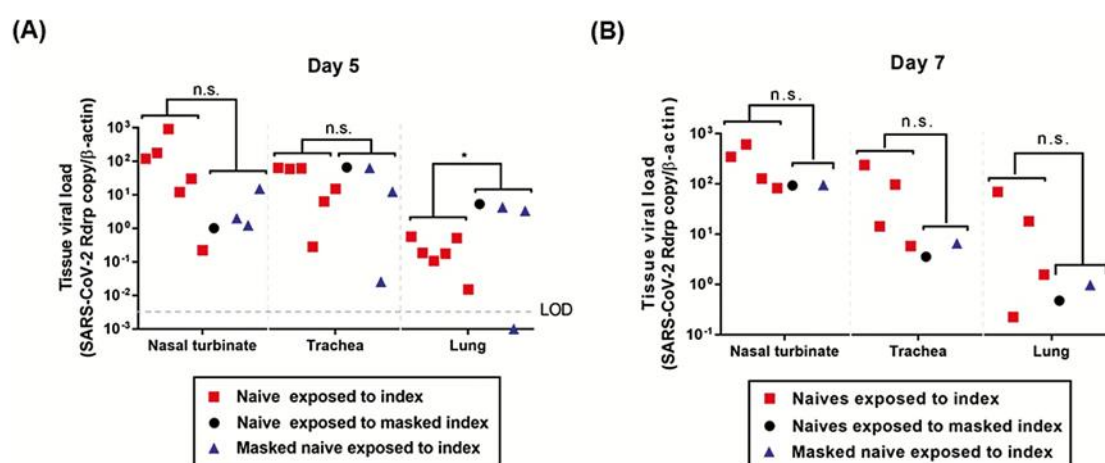 (A)
Day 5
Tissue viral load
(SARS-CoV-2 Rdrp copy/β-actin)
10³
10²
10¹
10⁰
10⁻¹
10⁻²
10⁻³
n.s.
n.s.
*
LOD
Nasal turbinate
Trachea
Lung
Naive exposed to index
Naive exposed to masked index
Masked naive exposed to index
(B)
Day 7
Tissue viral load
(SARS-CoV-2 Rdrp copy/β-actin)
10³
10²
10¹
10⁰
10⁻¹
n.s.
n.s.
n.s.
Nasal turbinate
Trachea
Lung
Naives exposed to index
Naives exposed to masked index
Masked naive exposed to index